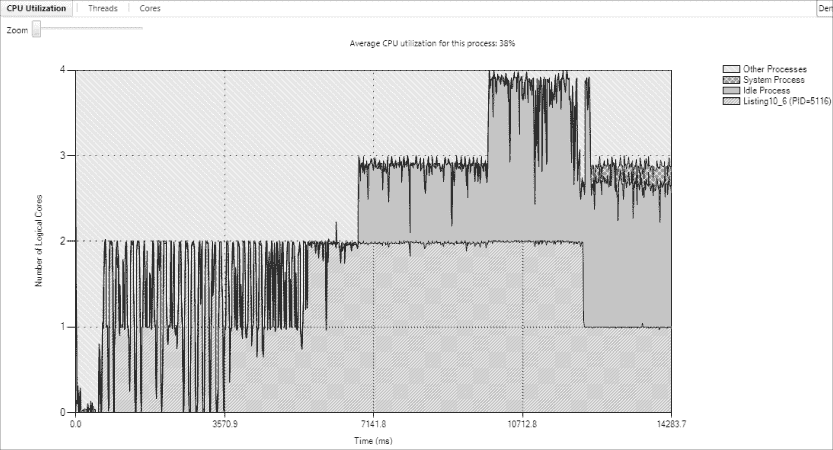 CPU Utilization Threads Cores
Den
Zoom
Average CPU utilization for this process: 38%
4
3
2
1
0
Number of Logical Cores
0.0 3570.9 7141.8 10712.8 14283.7
Time (ms)
Other Processes
System Process
Idle Process
Listing10_6 (PID=5116)